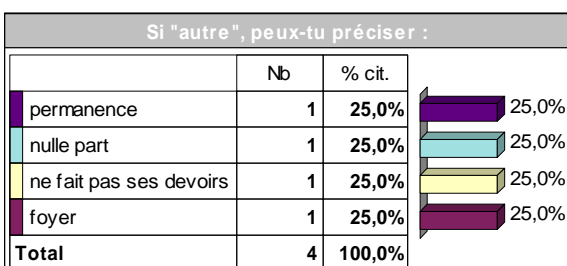 Si "autre", peux-tu préciser :
Nb % cit.
permanence 1 25,0% 25,0%
nulle part 1 25,0% 25,0%
ne fait pas ses devoirs 1 25,0% 25,0%
foyer 1 25,0% 25,0%
Total 4 100,0%